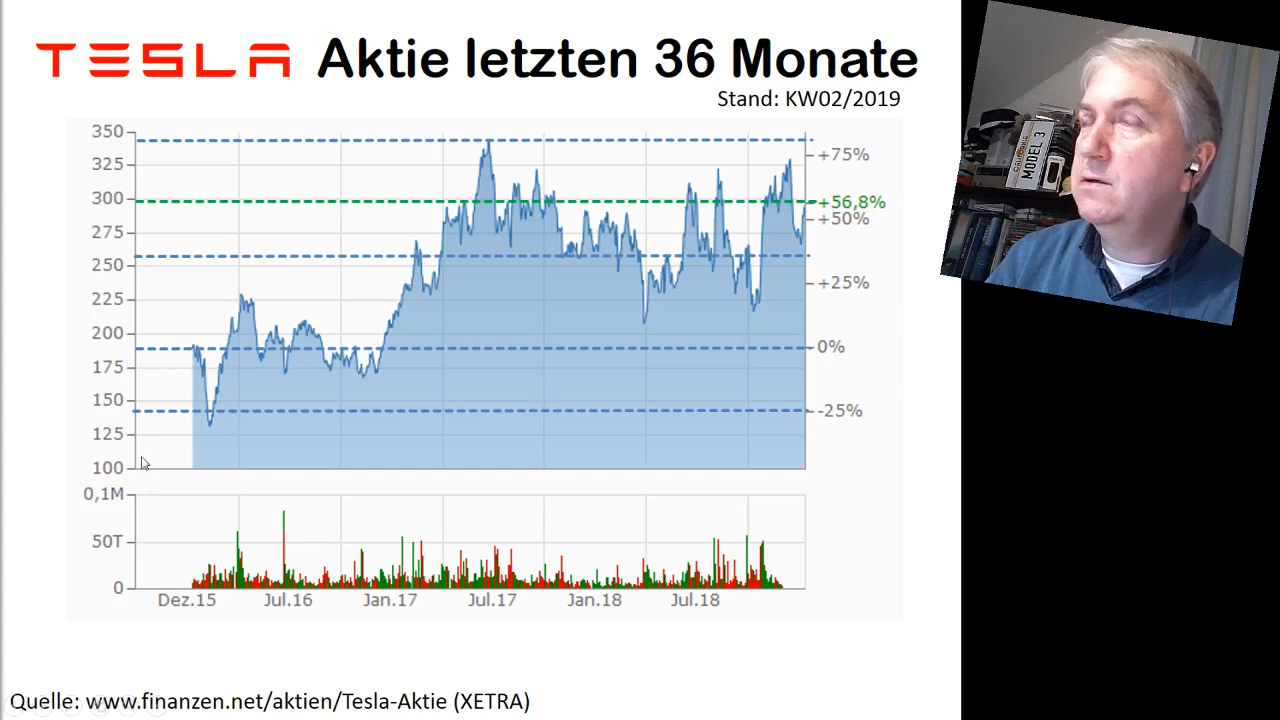 TESLA Aktie letzten 36 Monate
Stand: KW02/2019
350
325
300
275
250
225
200
175
150
125
100
+75%
+56,8%
+50%
+25%
0%
-25%
0,1M
50T
0
Dez.15 Jul.16 Jan.17 Jul.17 Jan.18 Jul.18
Quelle: www.finanzen.net/aktien/Tesla-Aktie (XETRA)
MODEL 3